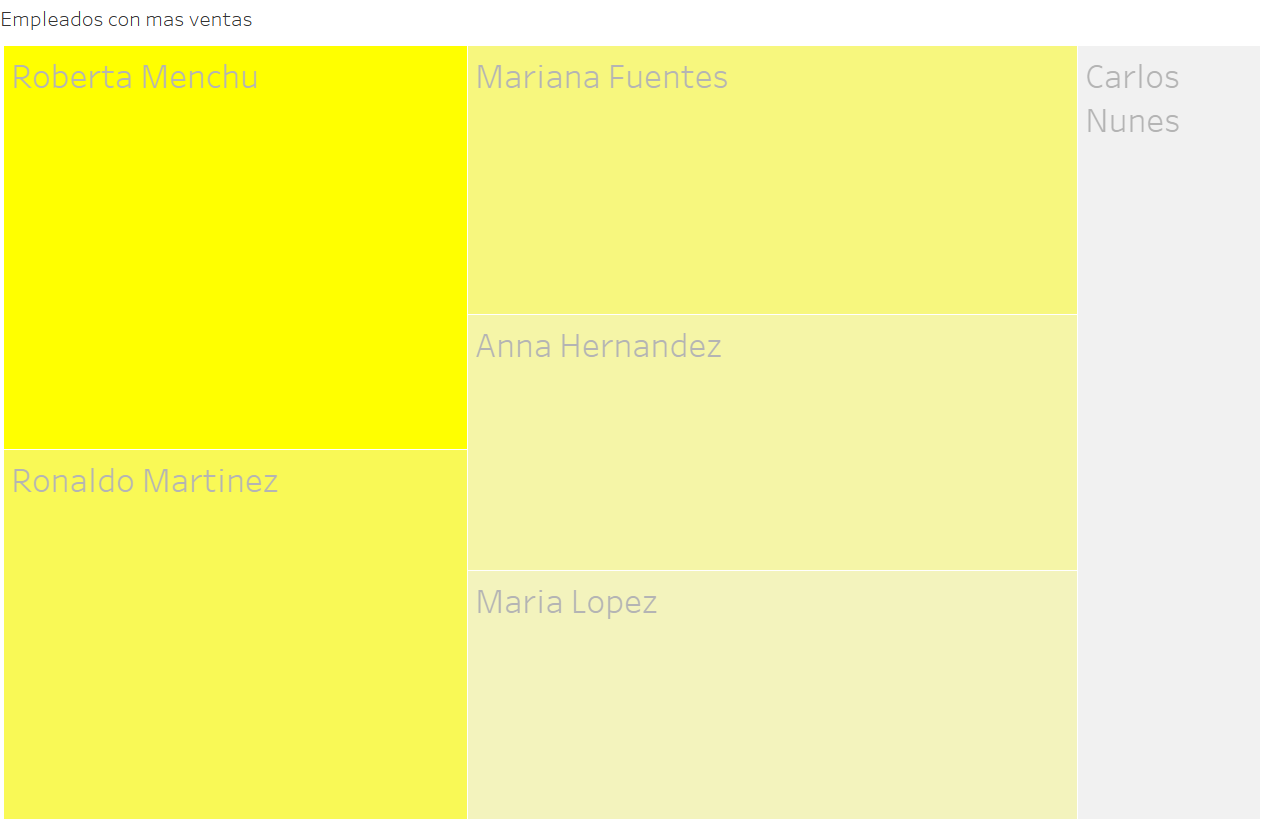 Empleados con mas ventas
Roberta Menchu
Ronaldo Martinez
Mariana Fuentes
Anna Hernandez
Maria Lopez
Carlos
Nunes